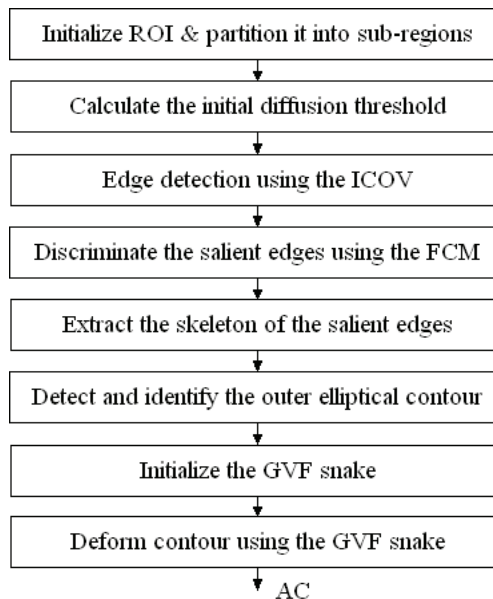 Initialize ROI & partition it into sub-regions
Calculate the initial diffusion threshold
Edge detection using the ICOV
Discriminate the salient edges using the FCM
Extract the skeleton of the salient edges
Detect and identify the outer elliptical contour
Initialize the GVF snake
Deform contour using the GVF snake
AC